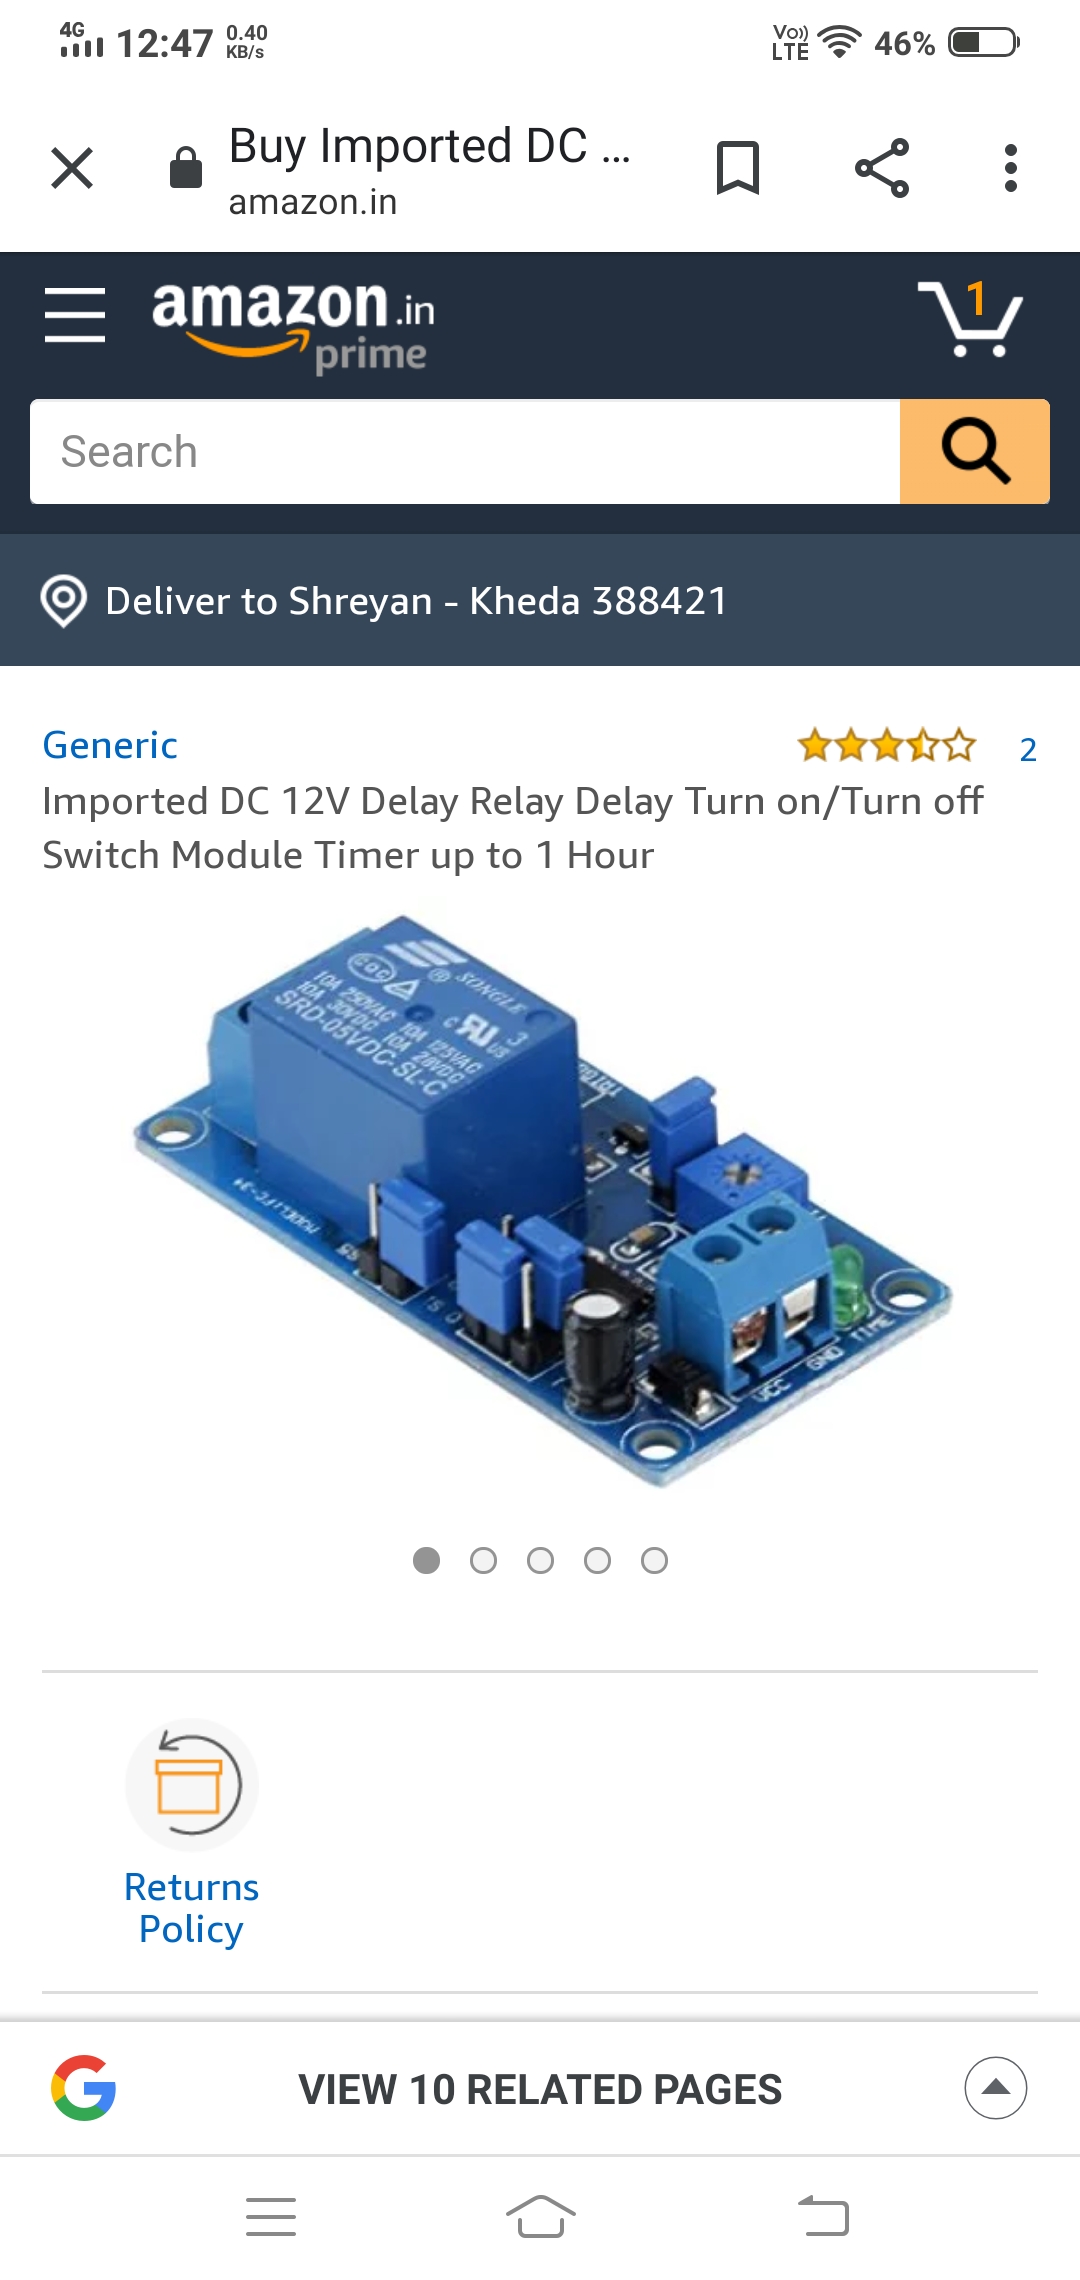 4G 12:47 0.40 KB/s Vo)) LTE 46%
Buy Imported DC ...
amazon.in
amazon.in
prime
1
Search
Deliver to Shreyan - Kheda 388421
Generic 2
Imported DC 12V Delay Relay Delay Turn on/Turn off
Switch Module Timer up to 1 Hour
SONGLE
CQC
10A 250VAC 10A 125VAC
10A 30VDC 10A 28VDC
SRD-05VDC-SL-C
c US
3
VCC GND TIME
Returns
Policy
VIEW 10 RELATED PAGES